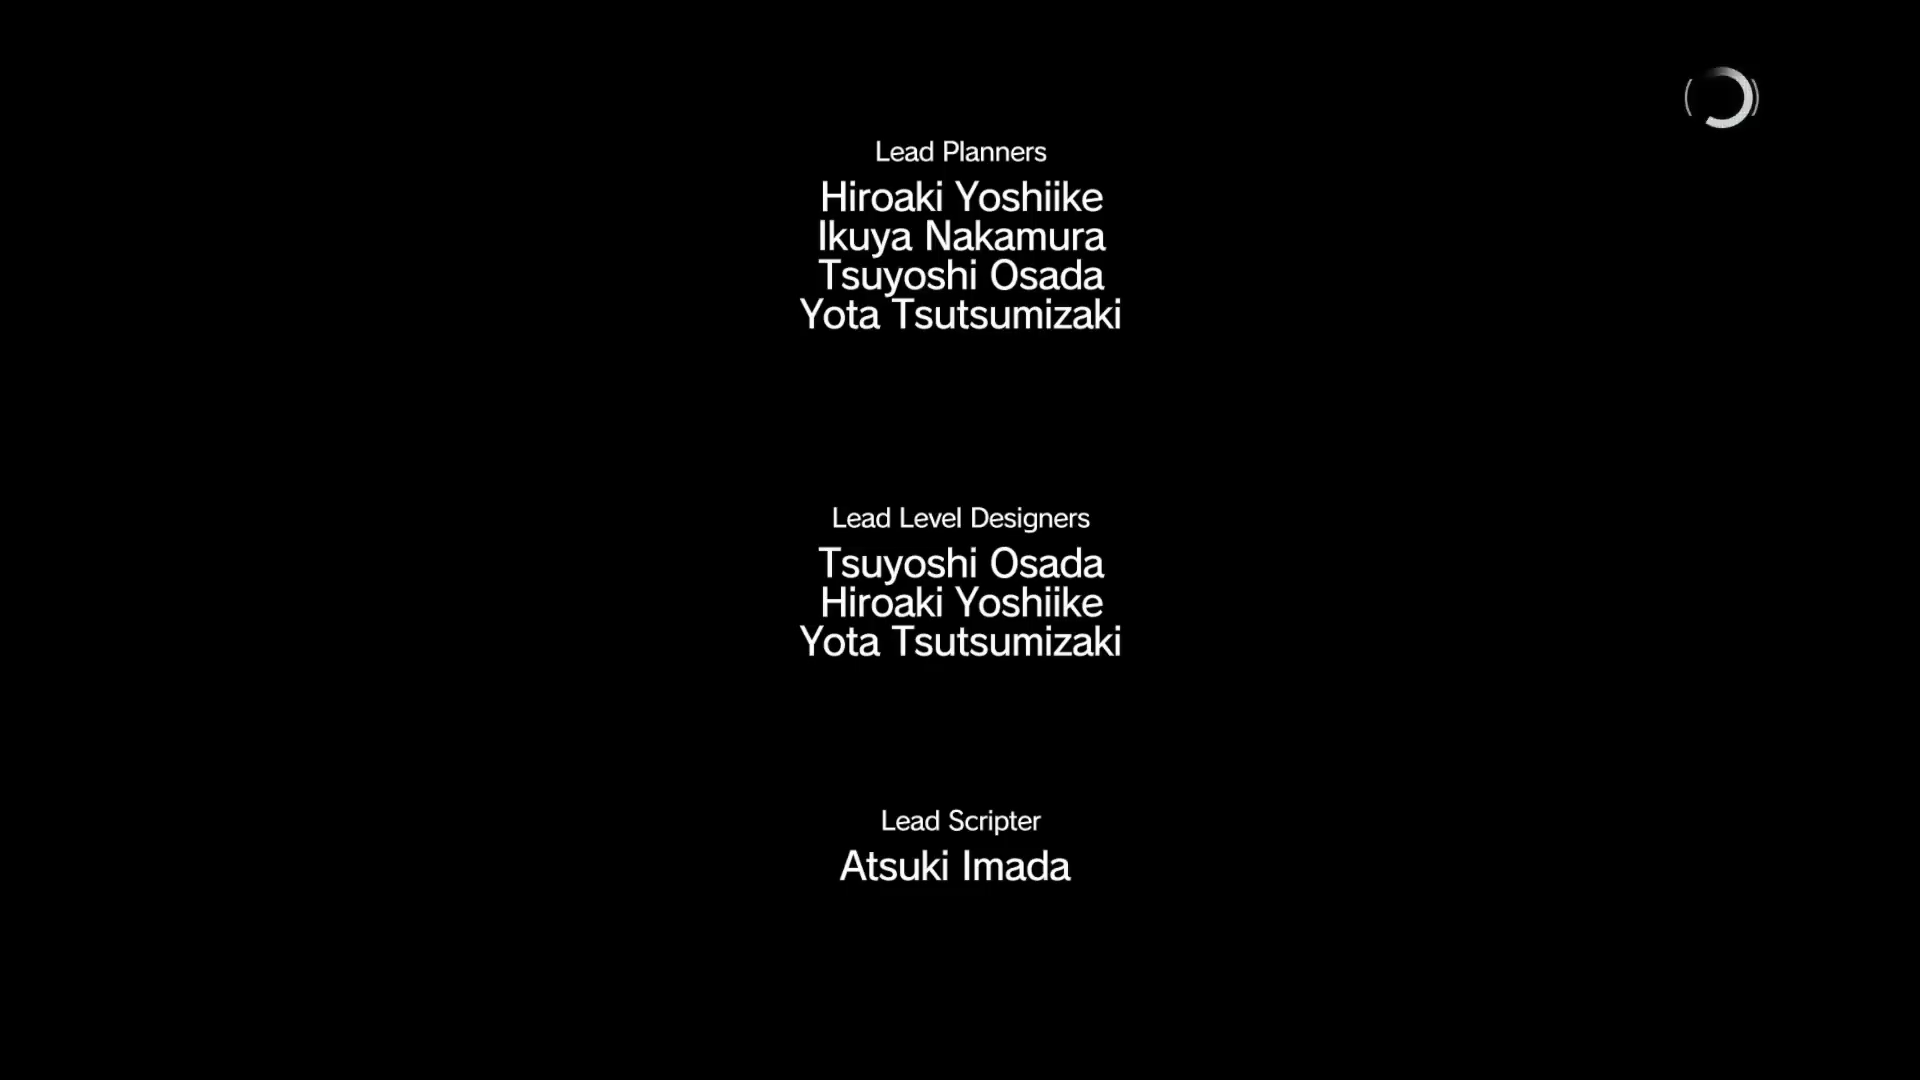 Lead Planners
Hiroaki Yoshiike
Ikuya Nakamura
Tsuyoshi Osada
Yota Tsutsumizaki
Lead Level Designers
Tsuyoshi Osada
Hiroaki Yoshiike
Yota Tsutsumizaki
Lead Scripter
Atsuki Imada